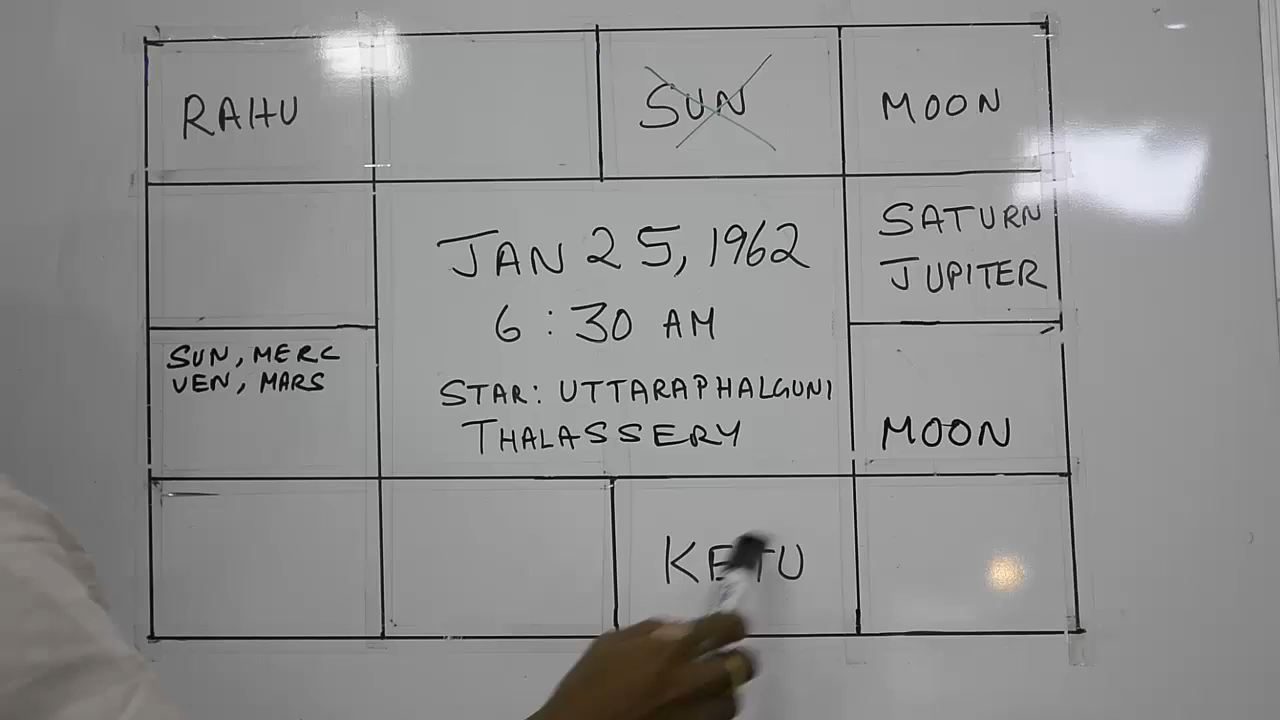 RAHU
SUN
MOON
SATURN
JUPITER
JAN 25, 1962
6 : 30 AM
STAR: UTTARAPHALGUNI
THALASSERY
SUN, MERC
VEN, MARS
MOON
KETU